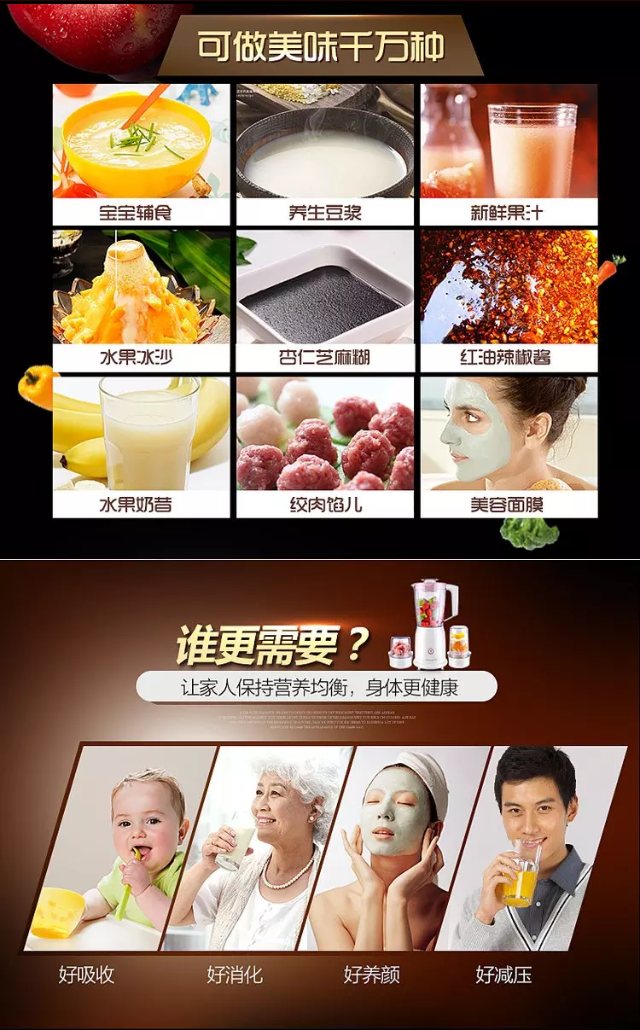 可做美味千万种
宝宝辅食
养生豆浆
新鲜果汁
水果冰沙
杏仁芝麻糊
红油辣椒酱
水果奶昔
绞肉馅儿
美容面膜
谁更需要？
让家人保持营养均衡，身体更健康
好吸收
好消化
好养颜
好减压